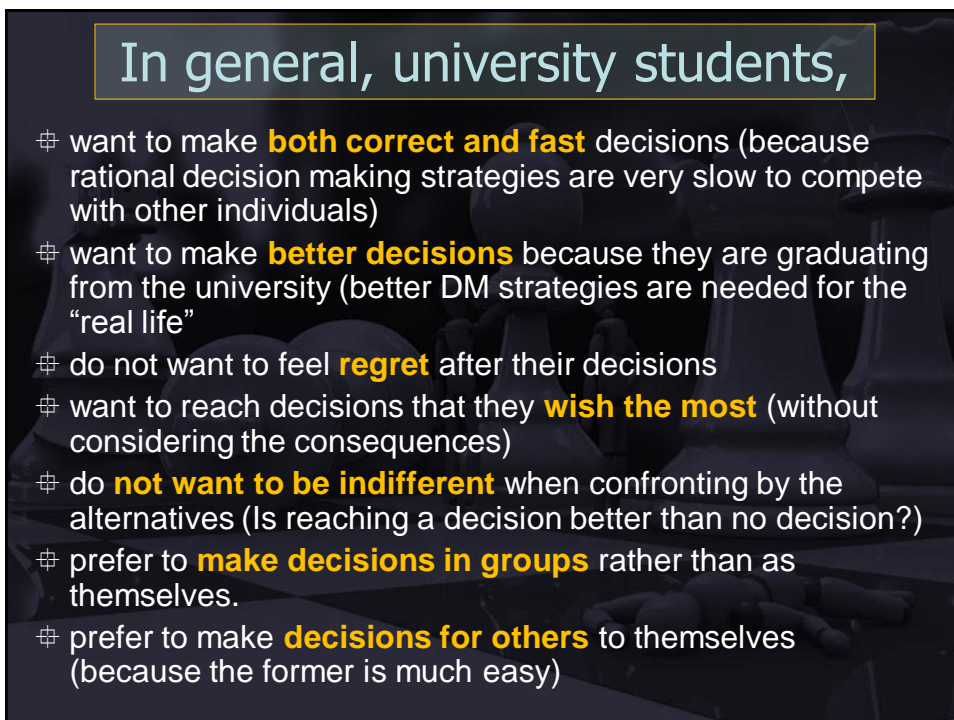 In general, university students,
want to make both correct and fast decisions (because
rational decision making strategies are very slow to compete
with other individuals)
want to make better decisions because they are graduating
from the university (better DM strategies are needed for the
“real life”
do not want to feel regret after their decisions
want to reach decisions that they wish the most (without
considering the consequences)
do not want to be indifferent when confronting by the
alternatives (Is reaching a decision better than no decision?)
prefer to make decisions in groups rather than as
themselves.
prefer to make decisions for others to themselves
(because the former is much easy)